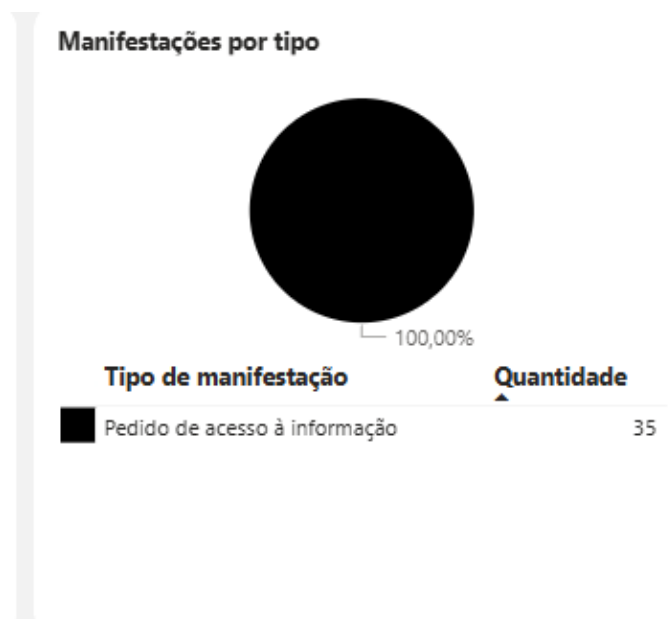 Manifestações por tipo
100,00%
Tipo de manifestação Quantidade
Pedido de acesso à informação 35